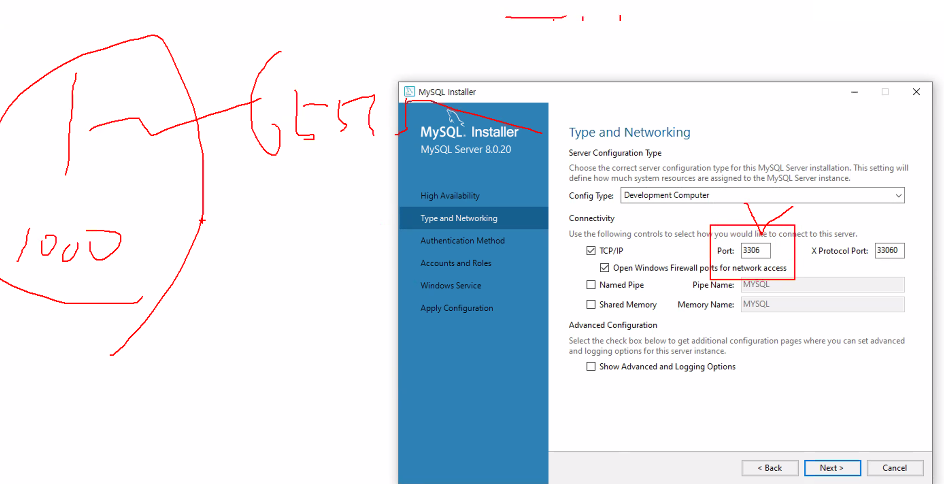 1000
MySQL Installer
MySQL. Installer
MySQL Server 8.0.20
High Availability
Type and Networking
Authentication Method
Accounts and Roles
Windows Service
Apply Configuration
Type and Networking
Server Configuration Type
Choose the correct server configuration type for this MySQL Server installation. This setting will
define how much system resources are assigned to the MySQL Server instance.
Config Type: Development Computer
Connectivity
Use the following controls to select how you would like to connect to this server.
TCP/IP Port: 3306 X Protocol Port: 33060
Open Windows Firewall ports for network access
Named Pipe Pipe Name: MYSQL
Shared Memory Memory Name: MYSQL
Advanced Configuration
Select the check box below to get additional configuration pages where you can set advanced
and logging options for this server instance.
Show Advanced and Logging Options
< Back Next > Cancel